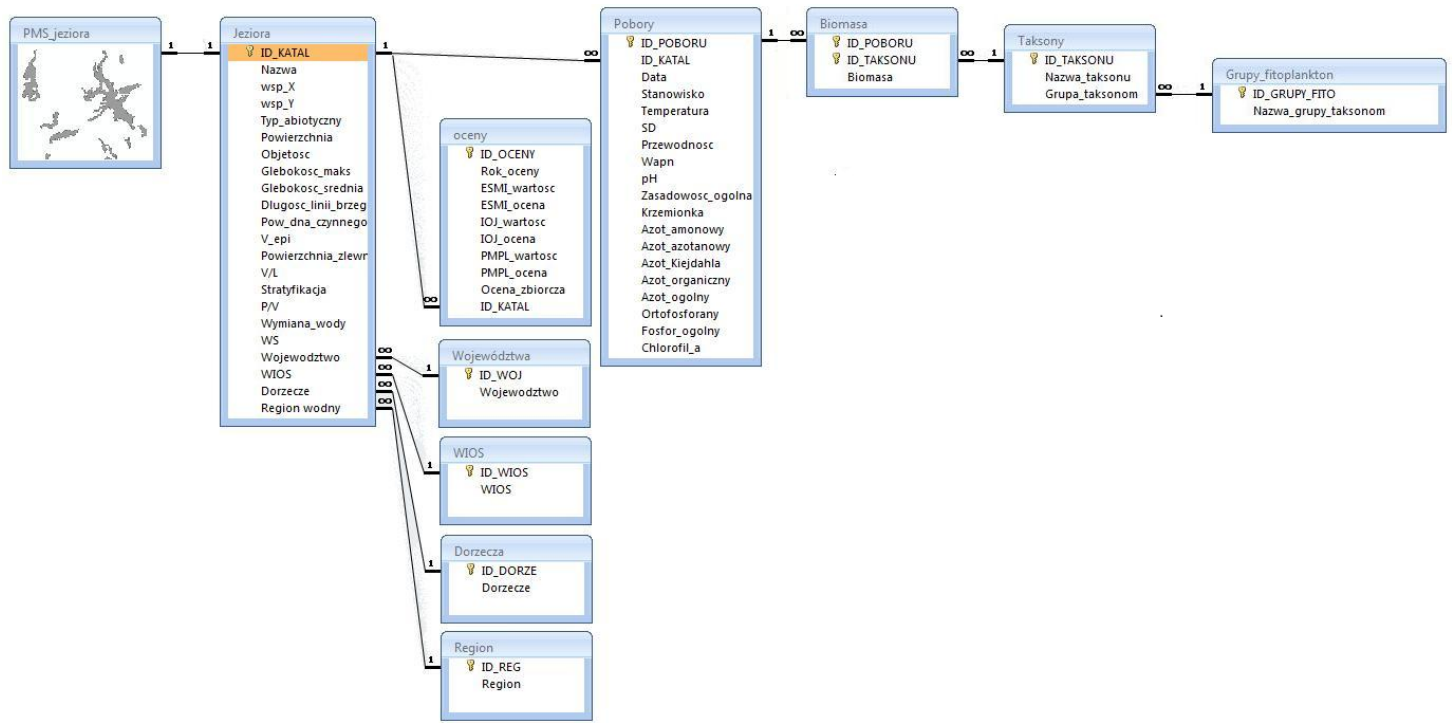 PMS_jeziora
1
1
Jeziora
ID_KATAL
Nazwa
wsp_X
wsp_Y
Typ_abiotyczny
Powierzchnia
Objetosc
Glebokosc_maks
Glebokosc_srednia
Dlugosc_linii_brzeg
Pow_dna_czynnego
V_epi
Powierzchnia_zlewn
V/L
Stratyfikacja
P/V
Wymiana_wody
WS
Wojewodztwo
WIOS
Dorzecze
Region wodny
1
∞
∞
∞
∞
∞
∞
oceny
ID_OCENY
Rok_oceny
ESMI_wartosc
ESMI_ocena
IOJ_wartosc
IOJ_ocena
PMPL_wartosc
PMPL_ocena
Ocena_zbiorcza
ID_KATAL
1
Województwa
ID_WOJ
Wojewodztwo
1
WIOS
ID_WIOS
WIOS
1
Dorzecza
ID_DORZE
Dorzecze
1
Region
ID_REG
Region
Pobory
ID_POBORU
ID_KATAL
Data
Stanowisko
Temperatura
SD
Przewodnosc
Wapn
pH
Zasadowosc_ogolna
Krzemionka
Azot_amonowy
Azot_azotanowy
Azot_Kiejdahla
Azot_organiczny
Azot_ogolny
Ortofosforany
Fosfor_ogolny
Chlorofil_a
1
∞
Biomasa
ID_POBORU
ID_TAKSONU
Biomasa
∞
1
Taksony
ID_TAKSONU
Nazwa_taksonu
Grupa_taksonom
∞
1
Grupy_fitoplankton
ID_GRUPY_FITO
Nazwa_grupy_taksonom